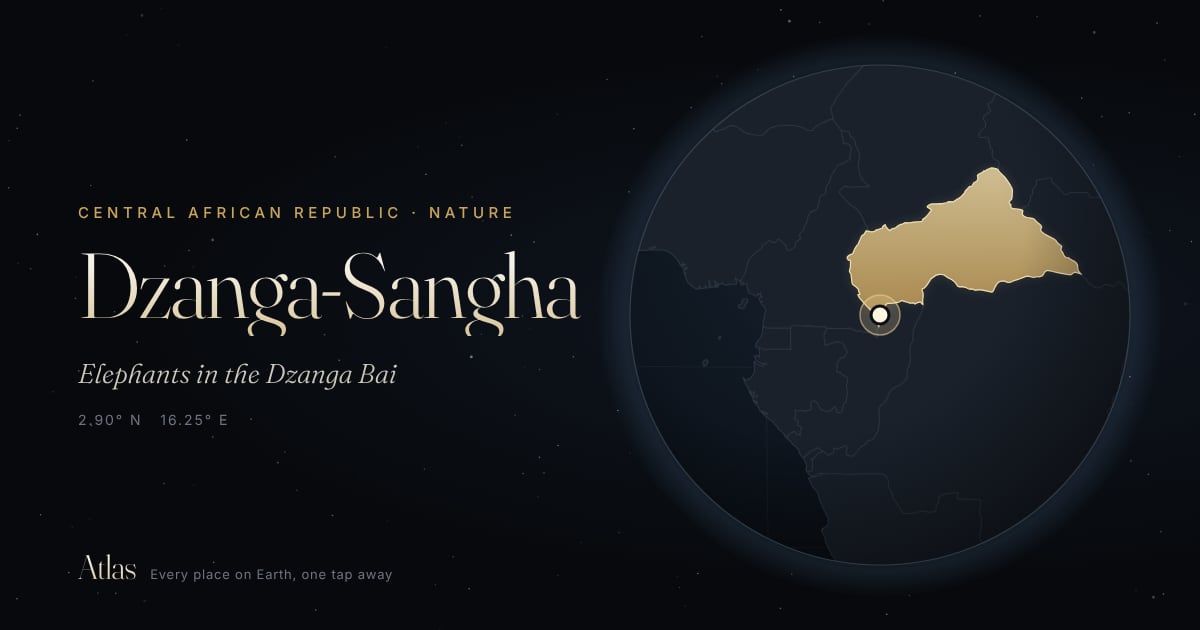 CENTRAL AFRICAN REPUBLIC · NATURE
Dzanga-Sangha
Elephants in the Dzanga Bai
2.90° N 16.25° E
Atlas Every place on Earth, one tap away